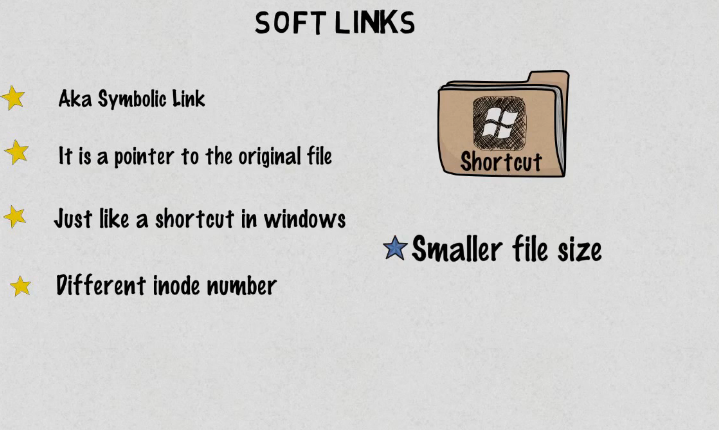 SOFT LINKS
Aka Symbolic Link
It is a pointer to the original file
Just like a shortcut in windows
Different inode number
Shortcut
Smaller file size